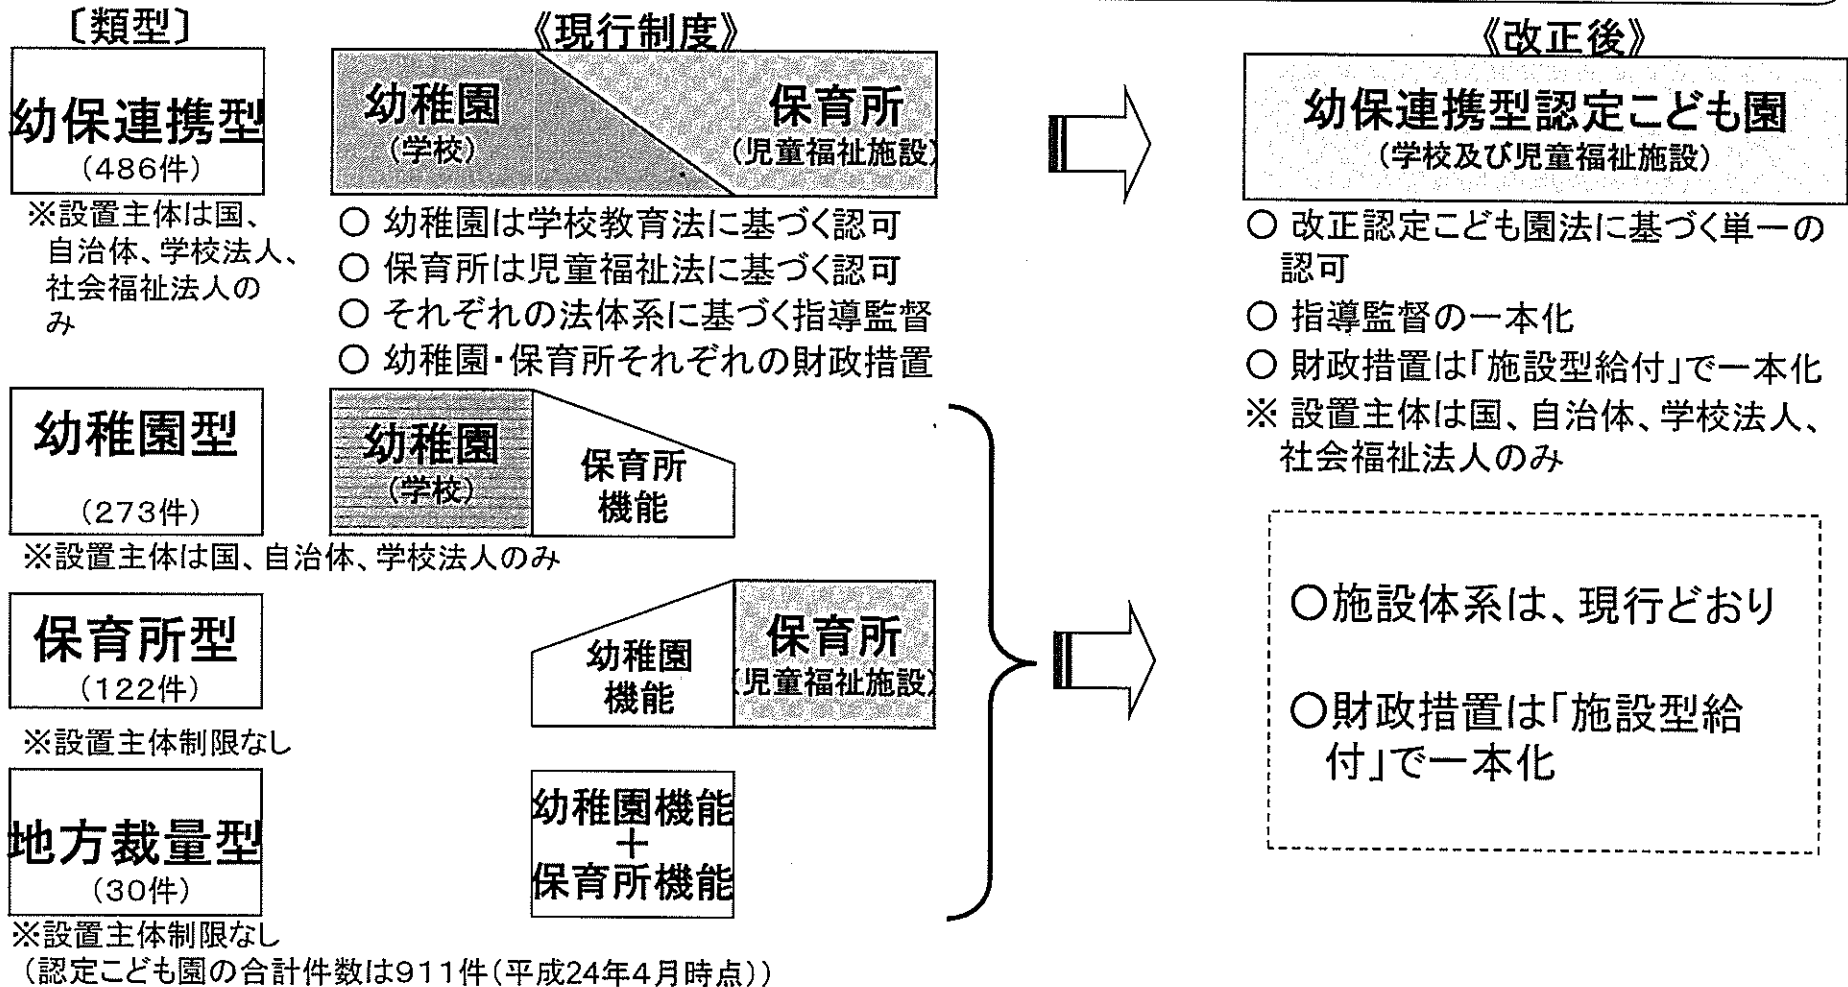 〔類型〕
《現行制度》
《改正後》
幼保連携型
(486件)
※設置主体は国、
自治体、学校法人、
社会福祉法人の
み
幼稚園
(学校)
保育所
(児童福祉施設)
○ 幼稚園は学校教育法に基づく認可
○ 保育所は児童福祉法に基づく認可
○ それぞれの法体系に基づく指導監督
○ 幼稚園・保育所それぞれの財政措置
幼保連携型認定こども園
(学校及び児童福祉施設)
○ 改正認定こども園法に基づく単一の
認可
○ 指導監督の一本化
○ 財政措置は「施設型給付」で一本化
※ 設置主体は国、自治体、学校法人、
社会福祉法人のみ
幼稚園型
(273件)
※設置主体は国、自治体、学校法人のみ
幼稚園
(学校)
保育所
機能
保育所型
(122件)
※設置主体制限なし
幼稚園
機能
保育所
(児童福祉施設)
地方裁量型
(30件)
※設置主体制限なし
幼稚園機能
+
保育所機能
○施設体系は、現行どおり
○財政措置は「施設型給
付」で一本化
(認定こども園の合計件数は911件(平成24年4月時点))